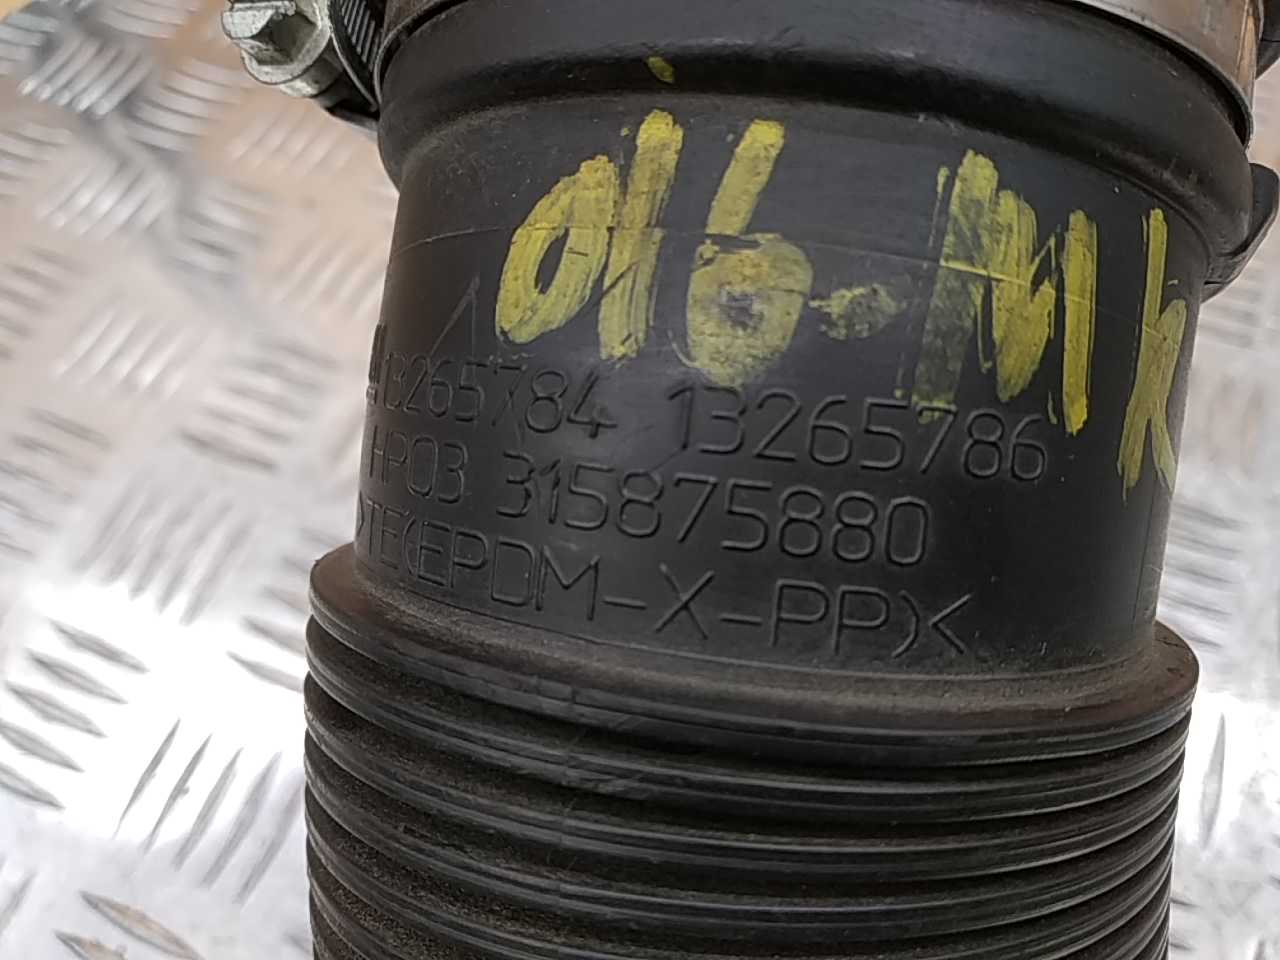 016-MK
13265784 13265786
HP03 315875880
>TE(EPDM-X-PP)<